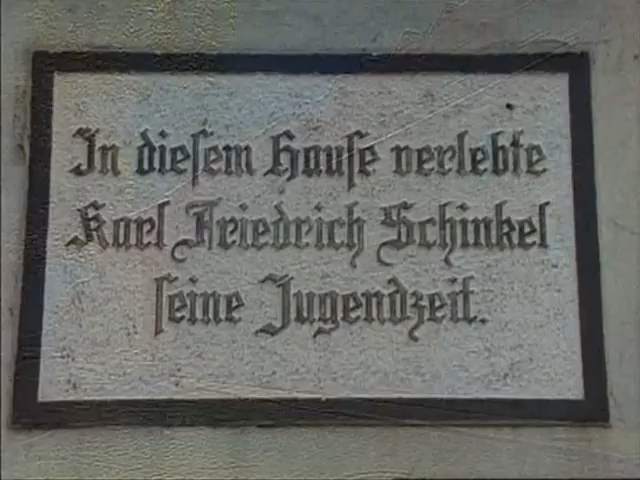 In dieſem Hauſe verlebte
Karl Friedrich Schinkel
ſeine Jugendzeit.